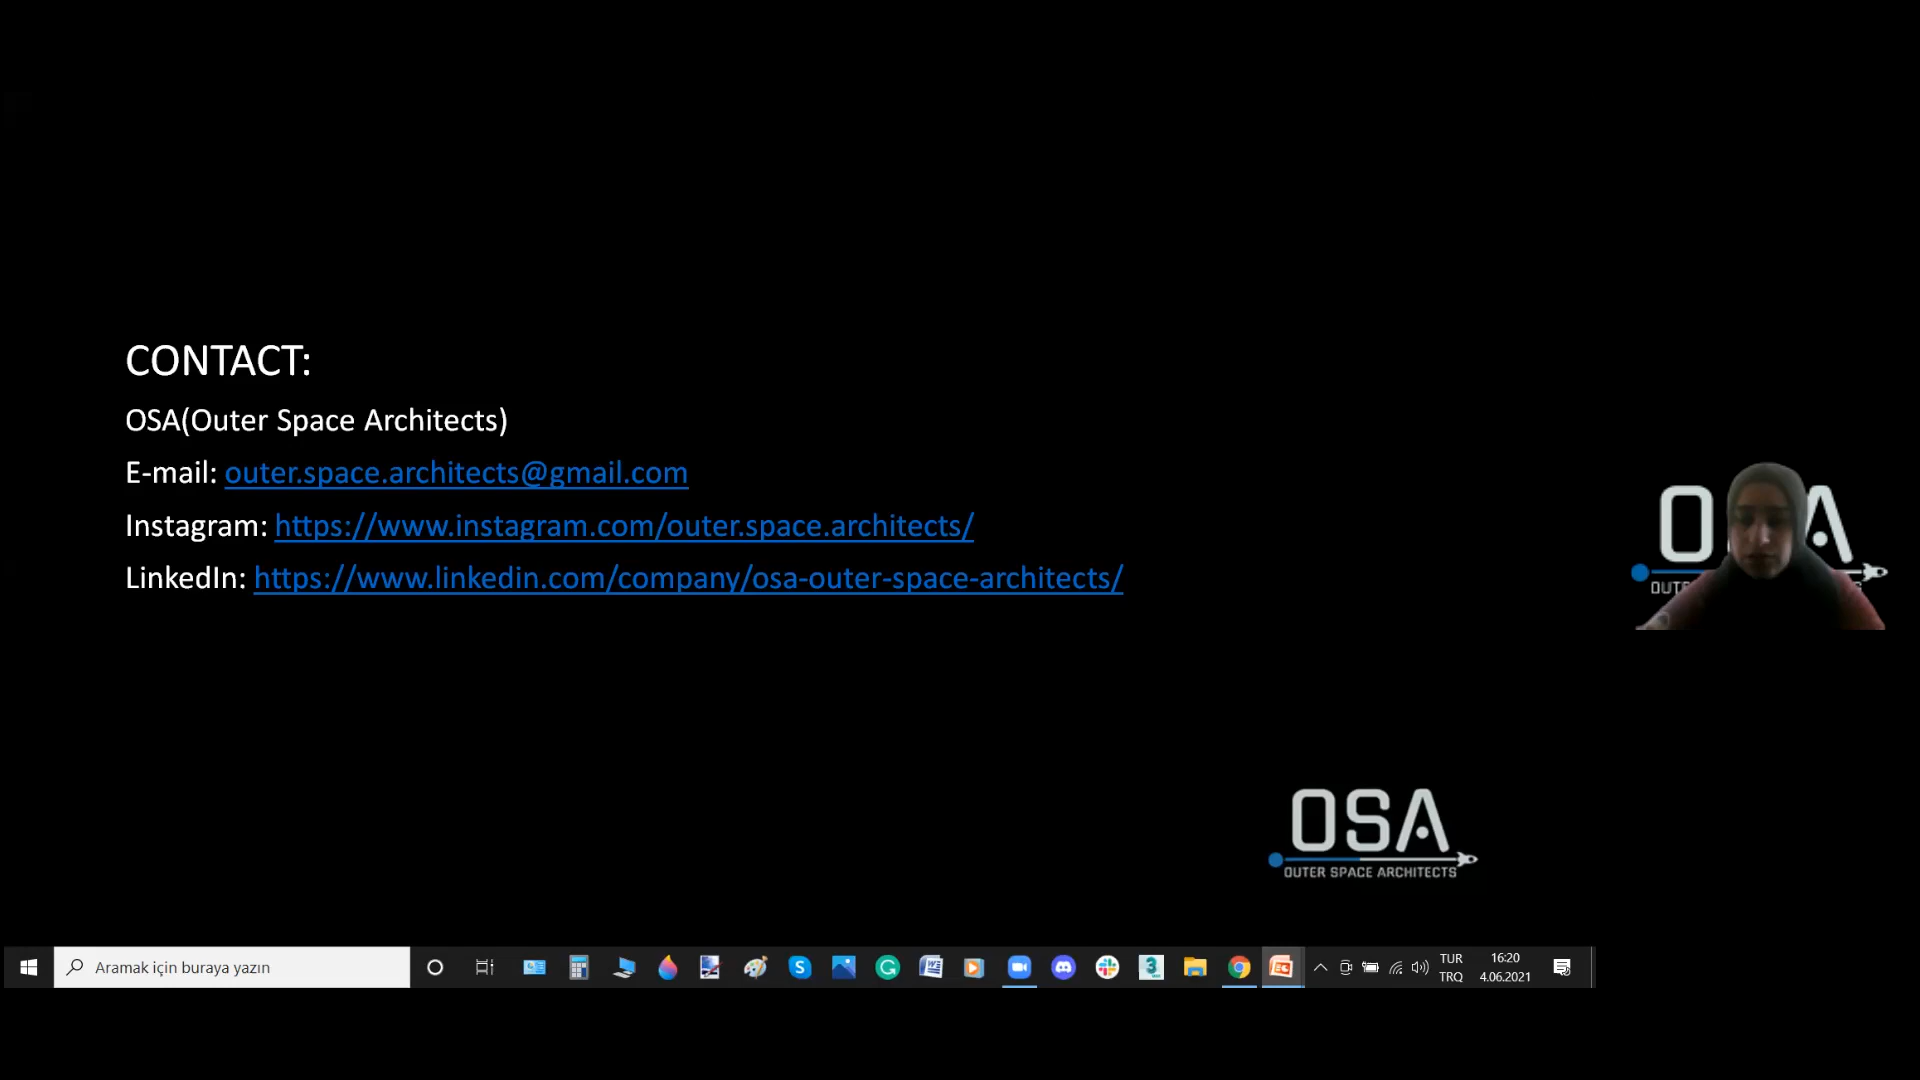 CONTACT:
OSA(Outer Space Architects)
E-mail: outer.space.architects@gmail.com
Instagram: https://www.instagram.com/outer.space.architects/
LinkedIn: https://www.linkedin.com/company/osa-outer-space-architects/
OSA
OUTER SPACE ARCHITECTS
Aramak için buraya yazın
TUR
TRQ
16:20
4.06.2021